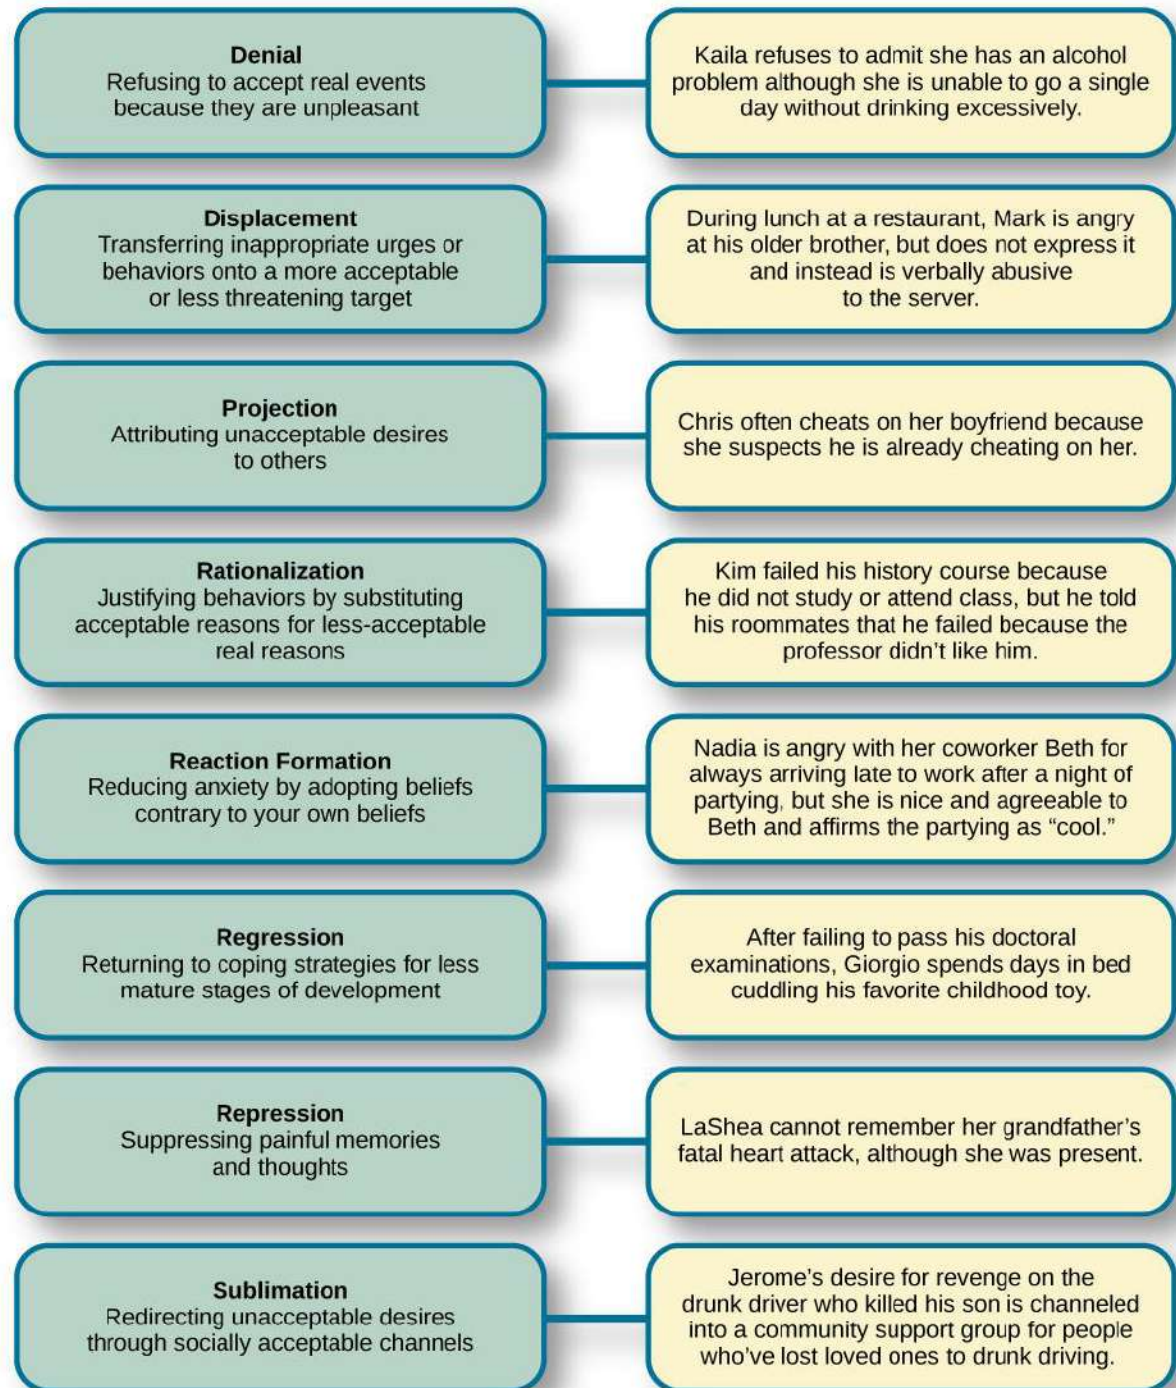 Denial
Refusing to accept real events
because they are unpleasant
Kaila refuses to admit she has an alcohol
problem although she is unable to go a single
day without drinking excessively.
Displacement
Transferring inappropriate urges or
behaviors onto a more acceptable
or less threatening target
During lunch at a restaurant, Mark is angry
at his older brother, but does not express it
and instead is verbally abusive
to the server.
Projection
Attributing unacceptable desires
to others
Chris often cheats on her boyfriend because
she suspects he is already cheating on her.
Rationalization
Justifying behaviors by substituting
acceptable reasons for less-acceptable
real reasons
Kim failed his history course because
he did not study or attend class, but he told
his roommates that he failed because the
professor didn’t like him.
Reaction Formation
Reducing anxiety by adopting beliefs
contrary to your own beliefs
Nadia is angry with her coworker Beth for
always arriving late to work after a night of
partying, but she is nice and agreeable to
Beth and affirms the partying as “cool.”
Regression
Returning to coping strategies for less
mature stages of development
After failing to pass his doctoral
examinations, Giorgio spends days in bed
cuddling his favorite childhood toy.
Repression
Suppressing painful memories
and thoughts
LaShea cannot remember her grandfather’s
fatal heart attack, although she was present.
Sublimation
Redirecting unacceptable desires
through socially acceptable channels
Jerome’s desire for revenge on the
drunk driver who killed his son is channeled
into a community support group for people
who’ve lost loved ones to drunk driving.